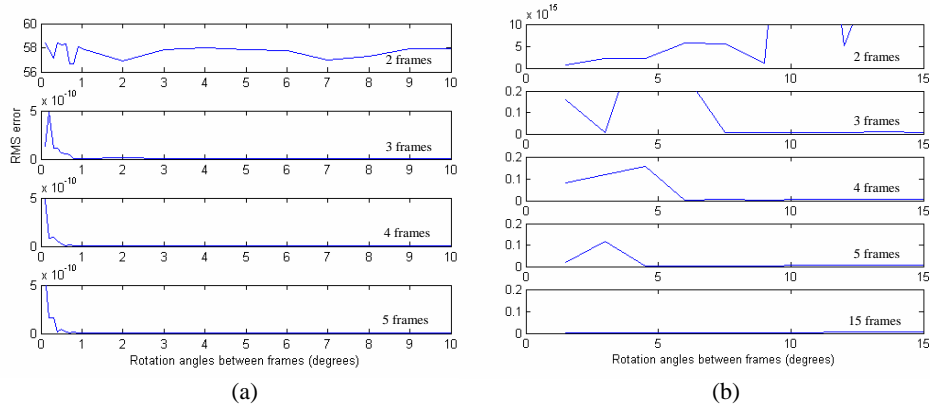 60
58
56
2 frames
0 1 2 3 4 5 6 7 8 9 10
x 10^-10
5
0
3 frames
0 1 2 3 4 5 6 7 8 9 10
x 10^-10
5
0
4 frames
0 1 2 3 4 5 6 7 8 9 10
x 10^-10
5
0
5 frames
0 1 2 3 4 5 6 7 8 9 10
RMS error
Rotation angles between frames (degrees)
(a)
x 10^15
10
5
0
2 frames
0 5 10 15
0.2
0.1
0
3 frames
0 5 10 15
0.2
0.1
0
4 frames
0 5 10 15
0.2
0.1
0
5 frames
0 5 10 15
0.2
0.1
0
15 frames
0 5 10 15
Rotation angles between frames (degrees)
(b)